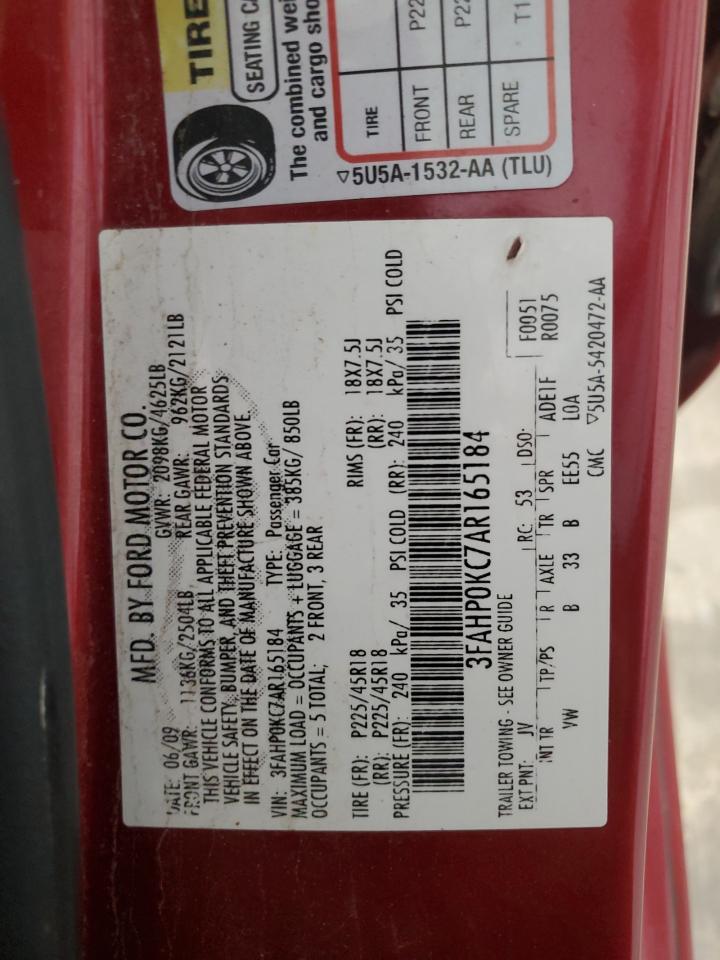 MFD. BY FORD MOTOR CO.
DATE: 06/09 GVWR: 2098KG/4625LB
FRONT GAWR: 1136KG/2504LB REAR GAWR: 962KG/2121LB
THIS VEHICLE CONFORMS TO ALL APPLICABLE FEDERAL MOTOR
VEHICLE SAFETY, BUMPER, AND THEFT PREVENTION STANDARDS
IN EFFECT ON THE DATE OF MANUFACTURE SHOWN ABOVE.
VIN: 3FAHP0KC7AR165184 TYPE: Passenger Car
MAXIMUM LOAD = OCCUPANTS + LUGGAGE = 385KG/ 850LB
OCCUPANTS = 5 TOTAL; 2 FRONT, 3 REAR
TIRE (FR): P225/45R18 RIMS (FR): 18X7.5J
(RR): P225/45R18 (RR): 18X7.5J
PRESSURE (FR): 240 kPa/ 35 PSI COLD (RR): 240 kPa/ 35 PSI COLD
3FAHP0KC7AR165184
TRAILER TOWING - SEE OWNER GUIDE
F0051
R0075
EXT PNT: JV RC: 53 DSO:
INT TR TP/PS R AXLE TR SPR ADE1F
VW B 33 B EE55 LOA
CMC ▽5U5A-5420472-AA
TIRE
SEATING CA
The combined wei
and cargo sho
TIRE
FRONT P22
REAR P22
SPARE T1
▽5U5A-1532-AA (TLU)